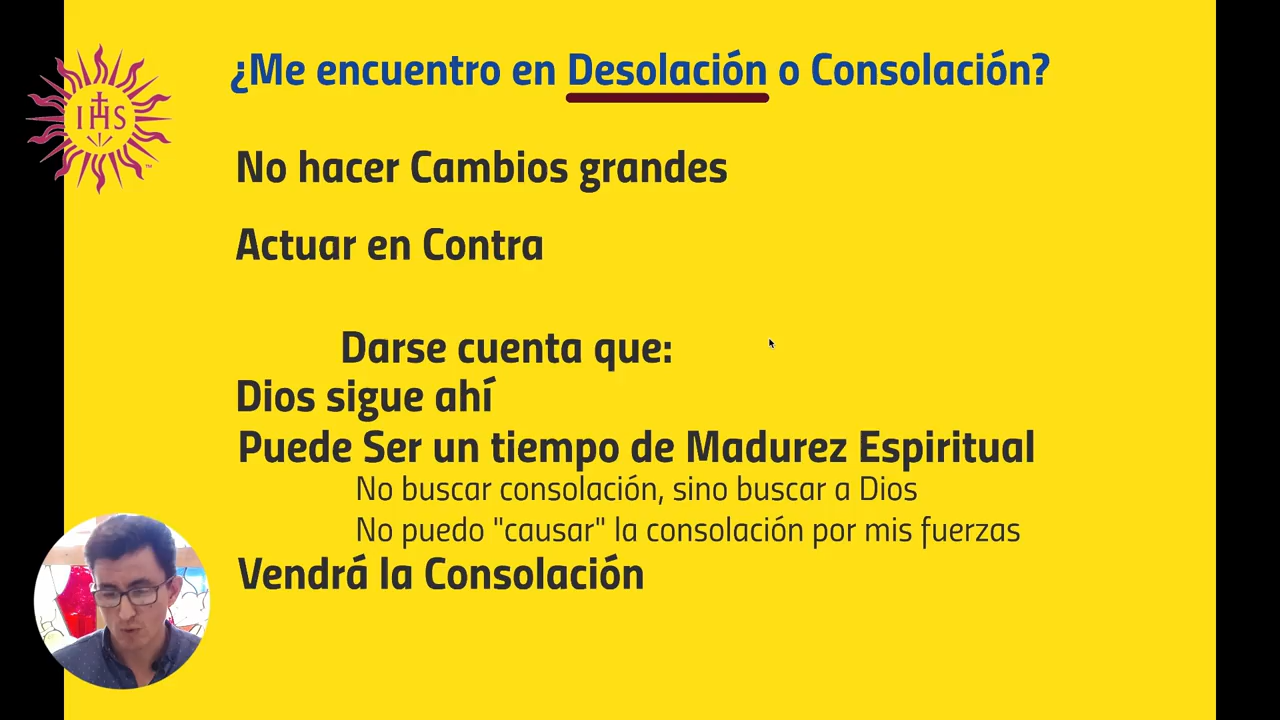 IHS
¿Me encuentro en Desolación o Consolación?
No hacer Cambios grandes
Actuar en Contra
Darse cuenta que:
Dios sigue ahí
Puede Ser un tiempo de Madurez Espiritual
No buscar consolación, sino buscar a Dios
No puedo "causar" la consolación por mis fuerzas
Vendrá la Consolación